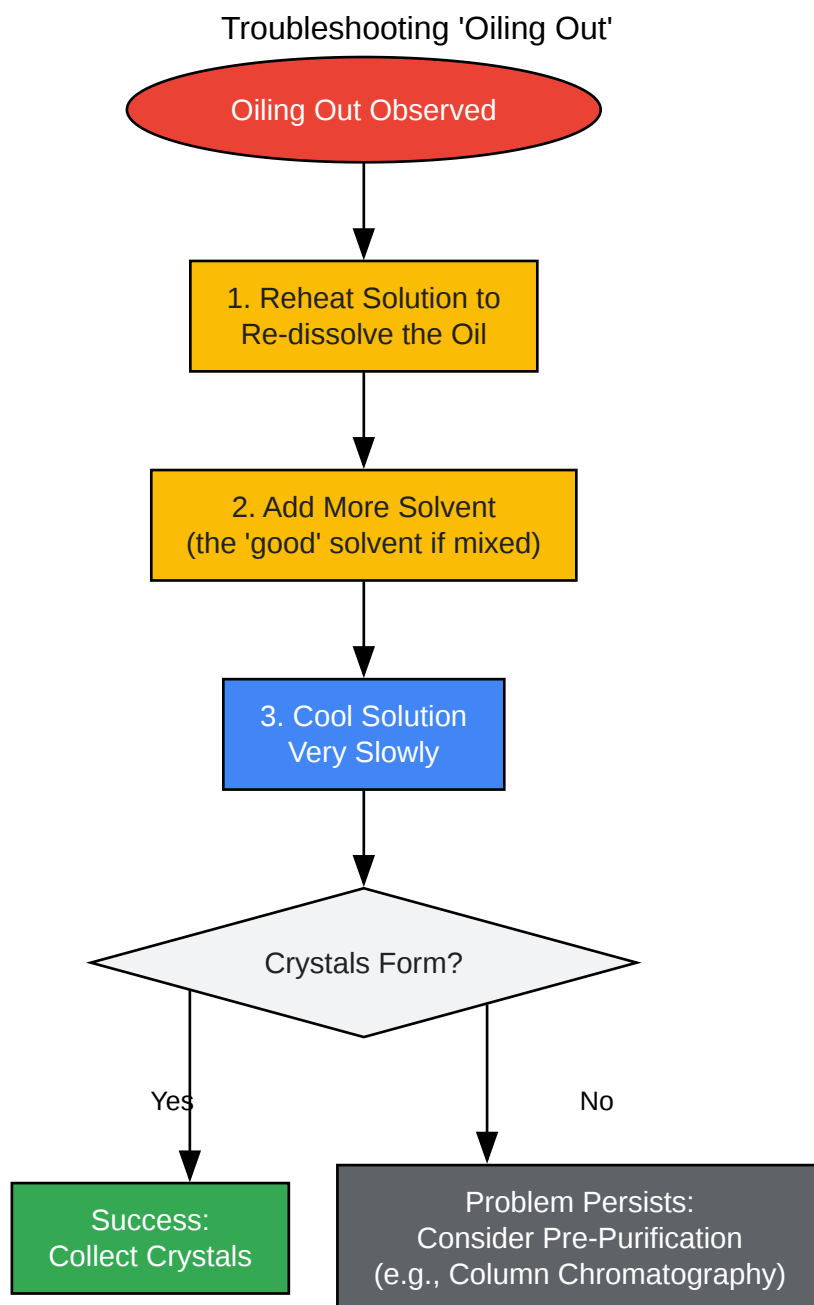 Troubleshooting 'Oiling Out'
Oiling Out Observed
1. Reheat Solution to
Re-dissolve the Oil
2. Add More Solvent
(the 'good' solvent if mixed)
3. Cool Solution
Very Slowly
Crystals Form?
Yes
No
Success:
Collect Crystals
Problem Persists:
Consider Pre-Purification
(e.g., Column Chromatography)